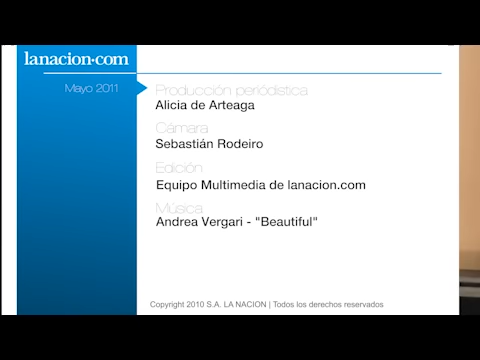 lanacion.com
Mayo 2011
Producción periódistica
Alicia de Arteaga
Cámara
Sebastián Rodeiro
Edición
Equipo Multimedia de lanacion.com
Música
Andrea Vergari - "Beautiful"
Copyright 2010 S.A. LA NACION | Todos los derechos reservados